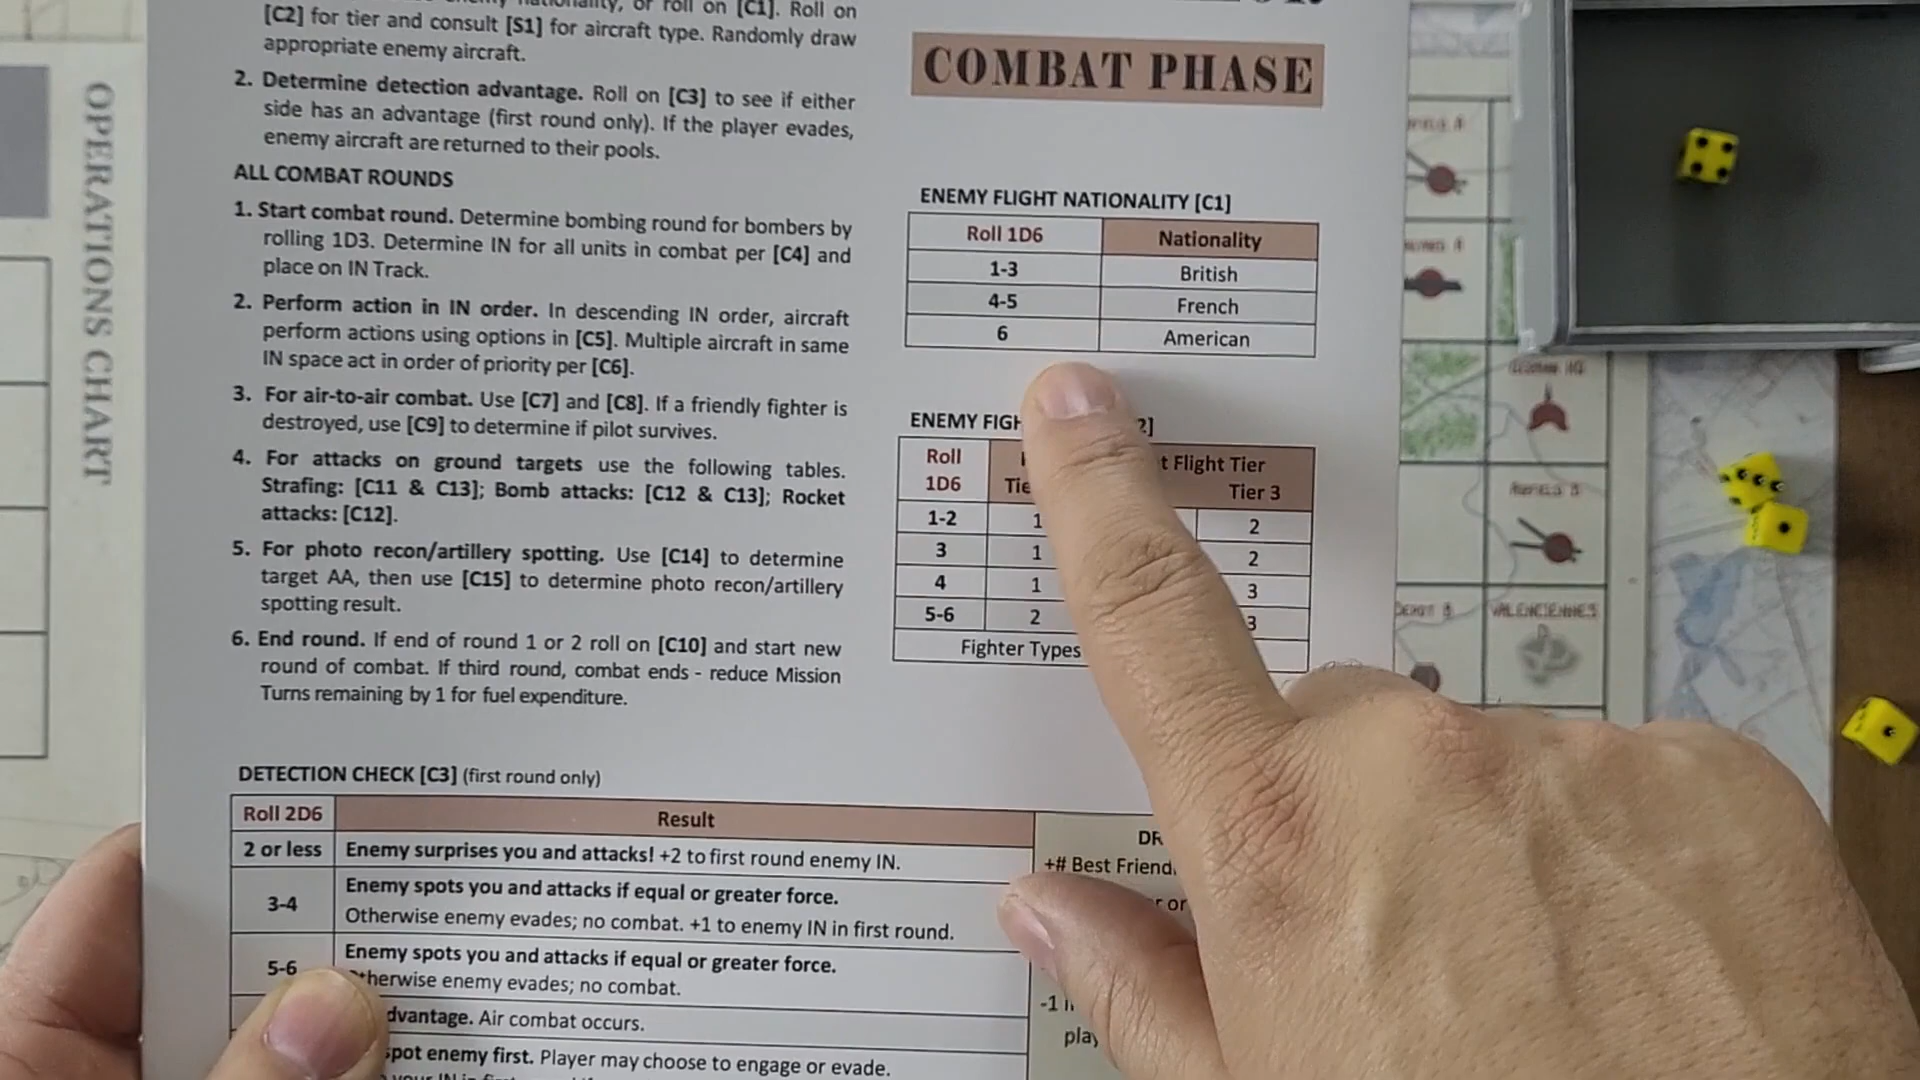 nationality, or roll on [C1]. Roll on
[C2] for tier and consult [S1] for aircraft type. Randomly draw
appropriate enemy aircraft.
2. Determine detection advantage. Roll on [C3] to see if either
side has an advantage (first round only). If the player evades,
enemy aircraft are returned to their pools.
ALL COMBAT ROUNDS
1. Start combat round. Determine bombing round for bombers by
rolling 1D3. Determine IN for all units in combat per [C4] and
place on IN Track.
2. Perform action in IN order. In descending IN order, aircraft
perform actions using options in [C5]. Multiple aircraft in same
IN space act in order of priority per [C6].
3. For air-to-air combat. Use [C7] and [C8]. If a friendly fighter is
destroyed, use [C9] to determine if pilot survives.
4. For attacks on ground targets use the following tables.
Strafing: [C11 & C13]; Bomb attacks: [C12 & C13]; Rocket
attacks: [C12].
5. For photo recon/artillery spotting. Use [C14] to determine
target AA, then use [C15] to determine photo recon/artillery
spotting result.
6. End round. If end of round 1 or 2 roll on [C10] and start new
round of combat. If third round, combat ends - reduce Mission
Turns remaining by 1 for fuel expenditure.
COMBAT PHASE
ENEMY FLIGHT NATIONALITY [C1]
Roll 1D6 Nationality
1-3 British
4-5 French
6 American
ENEMY
Roll t Flight Tier
1D6 Tier 3
1-2 1 2
3 1 2
4 1 3
5-6 2 3
Fighter Types
DETECTION CHECK [C3] (first round only)
Roll 2D6 Result
2 or less Enemy surprises you and attacks! +2 to first round enemy IN.
3-4 Enemy spots you and attacks if equal or greater force.
Otherwise enemy evades; no combat. +1 to enemy IN in first round.
5-6 Enemy spots you and attacks if equal or greater force.
herwise enemy evades; no combat.
dvantage. Air combat occurs.
spot enemy first. Player may choose to engage or evade.
+# Best Friend
-1
OPERATIONS CHART
VALENCIENNES